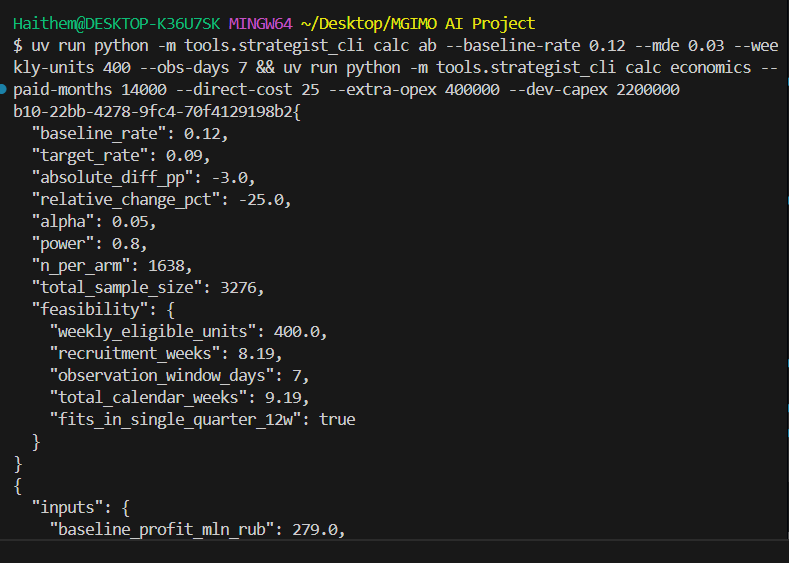 Haithem@DESKTOP-K36U7SK MINGW64 ~/Desktop/MGIMO AI Project
$ uv run python -m tools.strategist_cli calc ab --baseline-rate 0.12 --mde 0.03 --wee
kly-units 400 --obs-days 7 && uv run python -m tools.strategist_cli calc economics --
paid-months 14000 --direct-cost 25 --extra-opex 400000 --dev-capex 2200000
b10-22bb-4278-9fc4-70f4129198b2{
  "baseline_rate": 0.12,
  "target_rate": 0.09,
  "absolute_diff_pp": -3.0,
  "relative_change_pct": -25.0,
  "alpha": 0.05,
  "power": 0.8,
  "n_per_arm": 1638,
  "total_sample_size": 3276,
  "feasibility": {
    "weekly_eligible_units": 400.0,
    "recruitment_weeks": 8.19,
    "observation_window_days": 7,
    "total_calendar_weeks": 9.19,
    "fits_in_single_quarter_12w": true
  }
}
{
  "inputs": {
    "baseline_profit_mln_rub": 279.0,